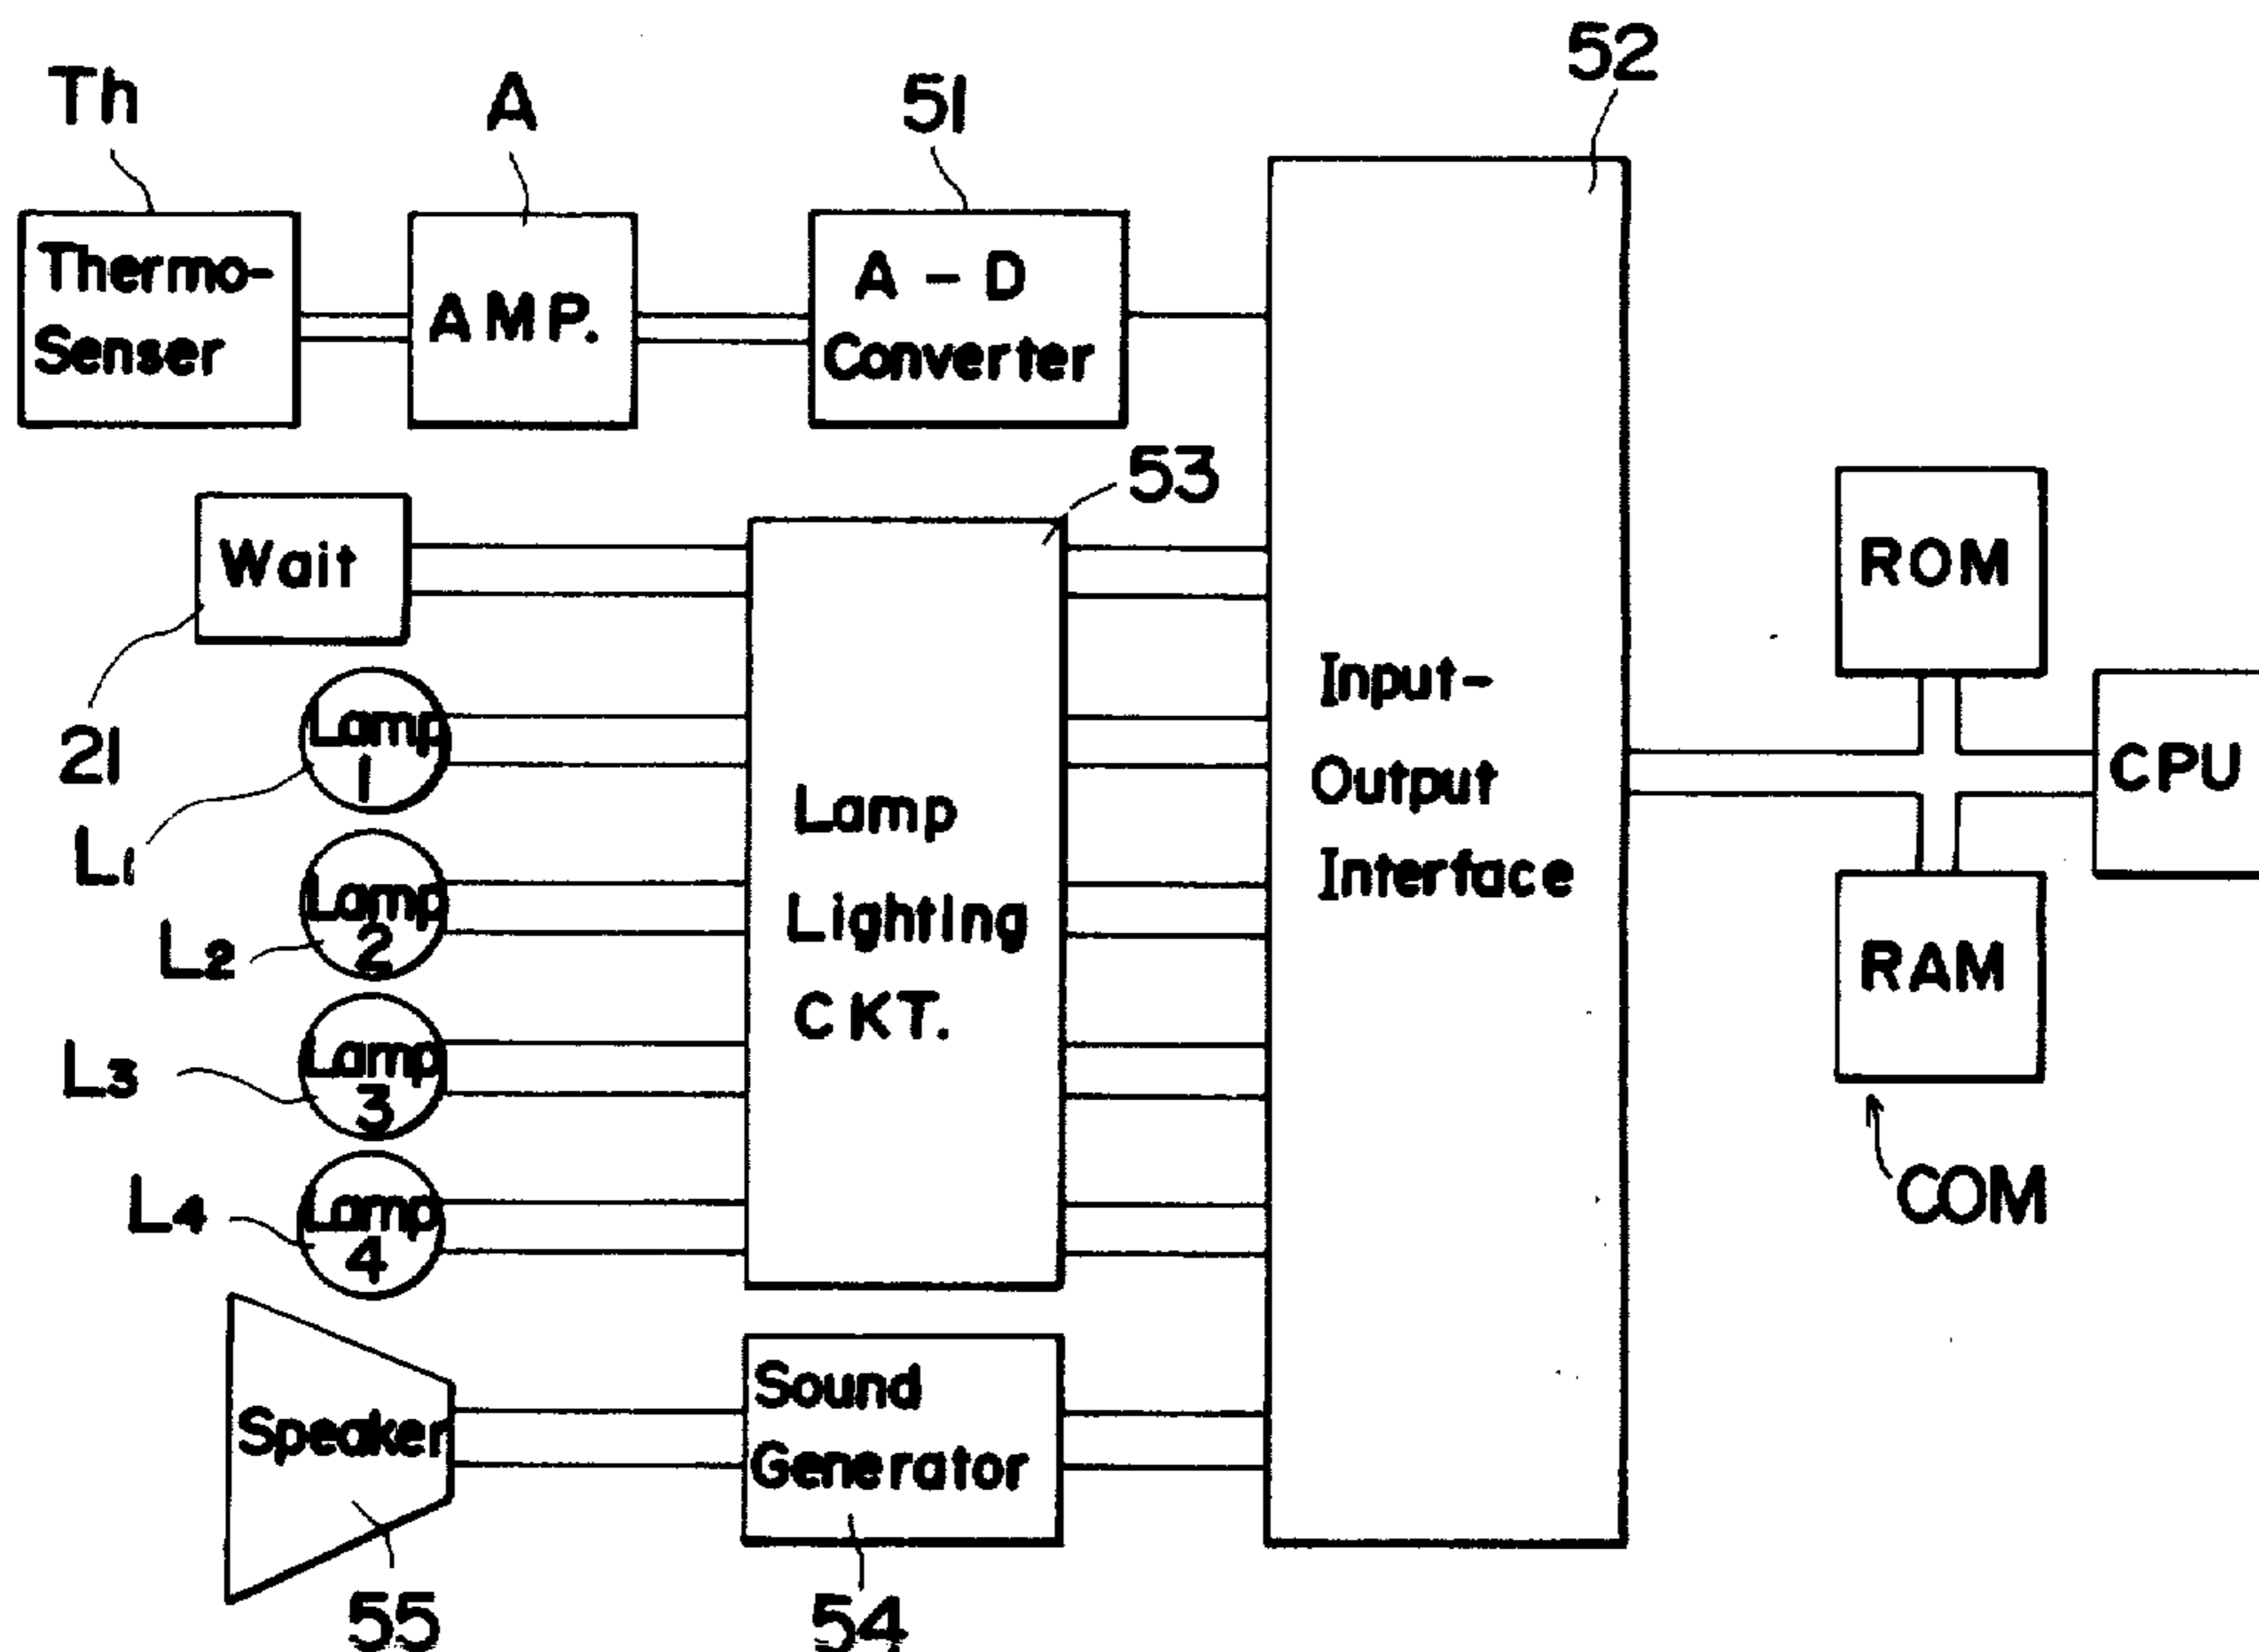 52
Th
A
51
Thermo-
Senser
AMP.
A - D
Converter
53
Wait
ROM
21
Lamp
1
Input-
Output
Interface
CPU
L1
Lamp
Lighting
CKT.
Lamp
2
L2
RAM
Lamp
3
L3
Lamp
4
L4
COM
Speaker
Sound
Generator
55
54